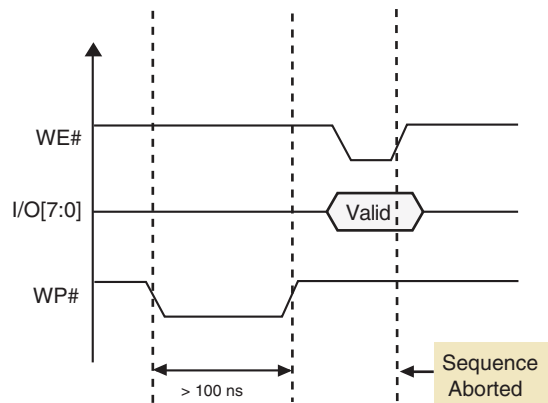 WE#
I/O[7:0]
Valid
WP#
> 100 ns
Sequence
Aborted